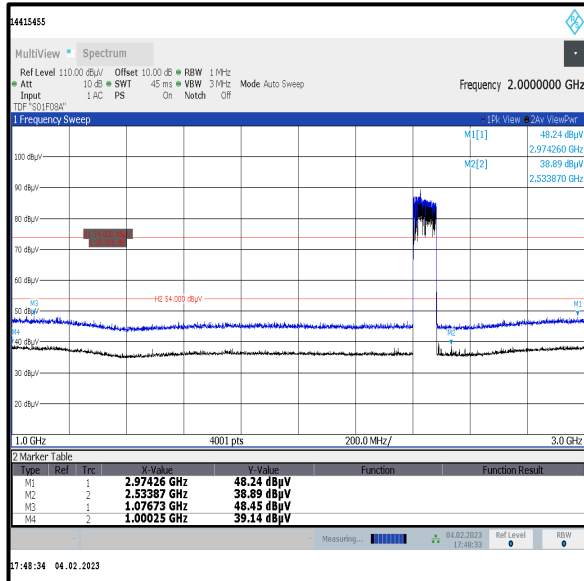 14415455
MultiView Spectrum
Ref Level 110.00 dBµV Offset 10.00 dB RBW 1 MHz
Att 10 dB SWT 45 ms VBW 3 MHz Mode Auto Sweep
Frequency 2.0000000 GHz
Input 1 AC PS On Notch Off
TDF "S01F08A"
1 Frequency Sweep
1Pk View 2Av ViewPwr
M1[1] 48.24 dBµV
2.974260 GHz
M2[2] 38.89 dBµV
2.533870 GHz
100 dBµV
90 dBµV
80 dBµV
70 dBµV
60 dBµV
H2 54.000 dBµV
50 dBµV
M3
M1
M4
M2
40 dBµV
30 dBµV
20 dBµV
1.0 GHz 4001 pts 200.0 MHz/ 3.0 GHz
2 Marker Table
Type Ref Trc X-Value Y-Value Function Function Result
M1 1 2.97426 GHz 48.24 dBµV
M2 2 2.53387 GHz 38.89 dBµV
M3 1 1.07673 GHz 48.45 dBµV
M4 2 1.00025 GHz 39.14 dBµV
Measuring...
04.02.2023
17:48:33
Ref Level
RBW
17:48:34 04.02.2023